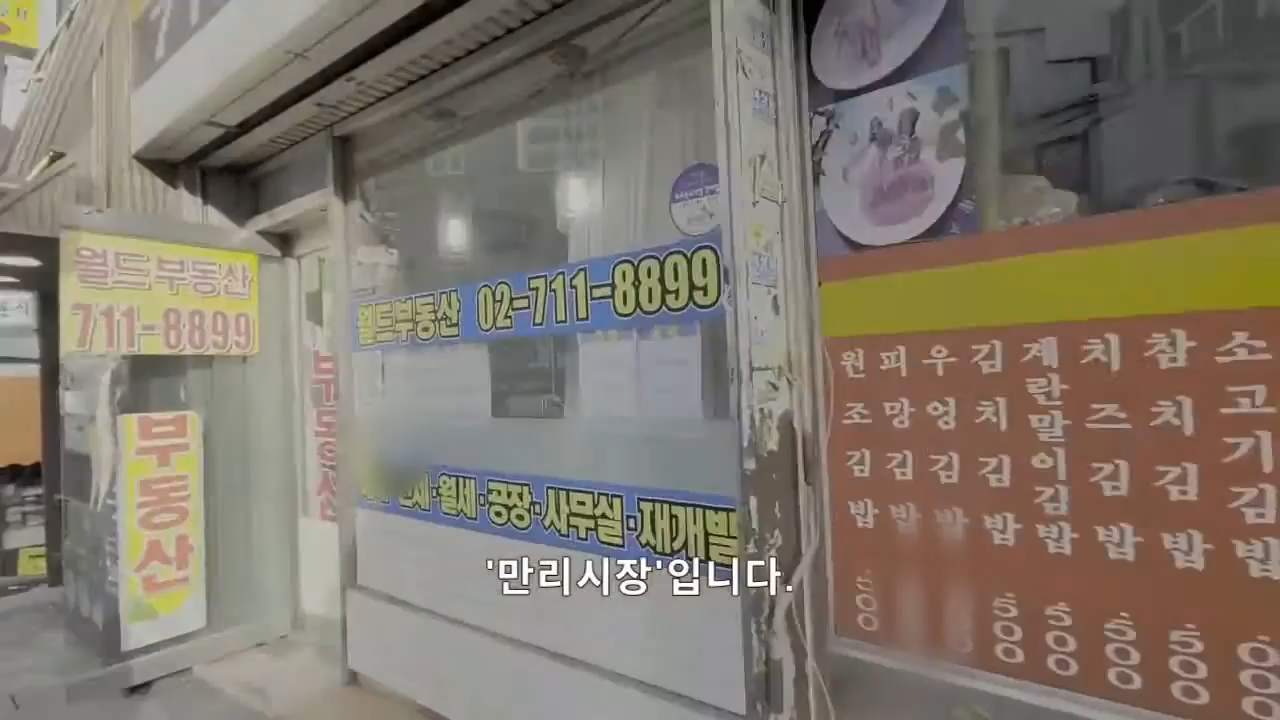 월드부동산
711-8899
부동산
월드부동산 02-711-8899
월세·공장·사무실·재개발
'만리시장'입니다.
원조김밥
피망김밥
우엉김밥
김치김밥
계란말이김밥
치즈김밥
참치김밥
소고기김밥